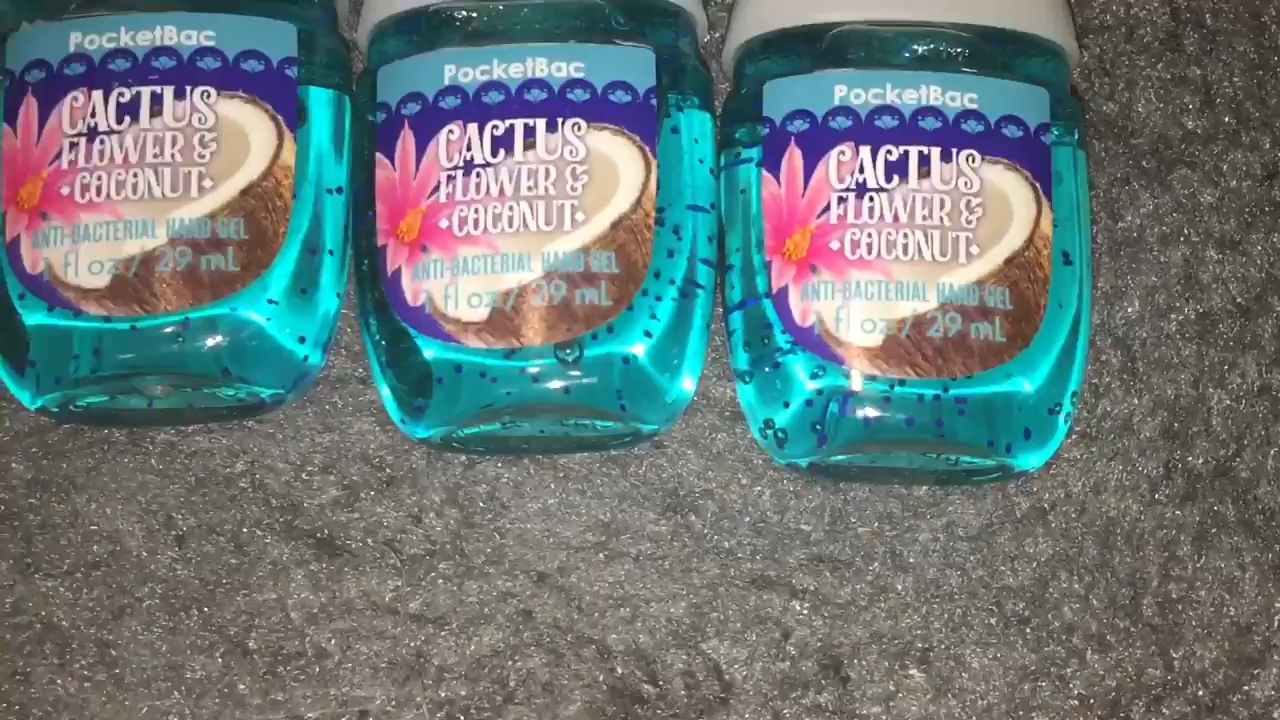 PocketBac
CACTUS
FLOWER &
•COCONUT•
ANTI-BACTERIAL HAND GEL
1 fl oz / 29 mL
PocketBac
CACTUS
FLOWER &
•COCONUT•
ANTI-BACTERIAL HAND GEL
1 fl oz / 29 mL
PocketBac
CACTUS
FLOWER &
•COCONUT•
ANTI-BACTERIAL HAND GEL
1 fl oz / 29 mL